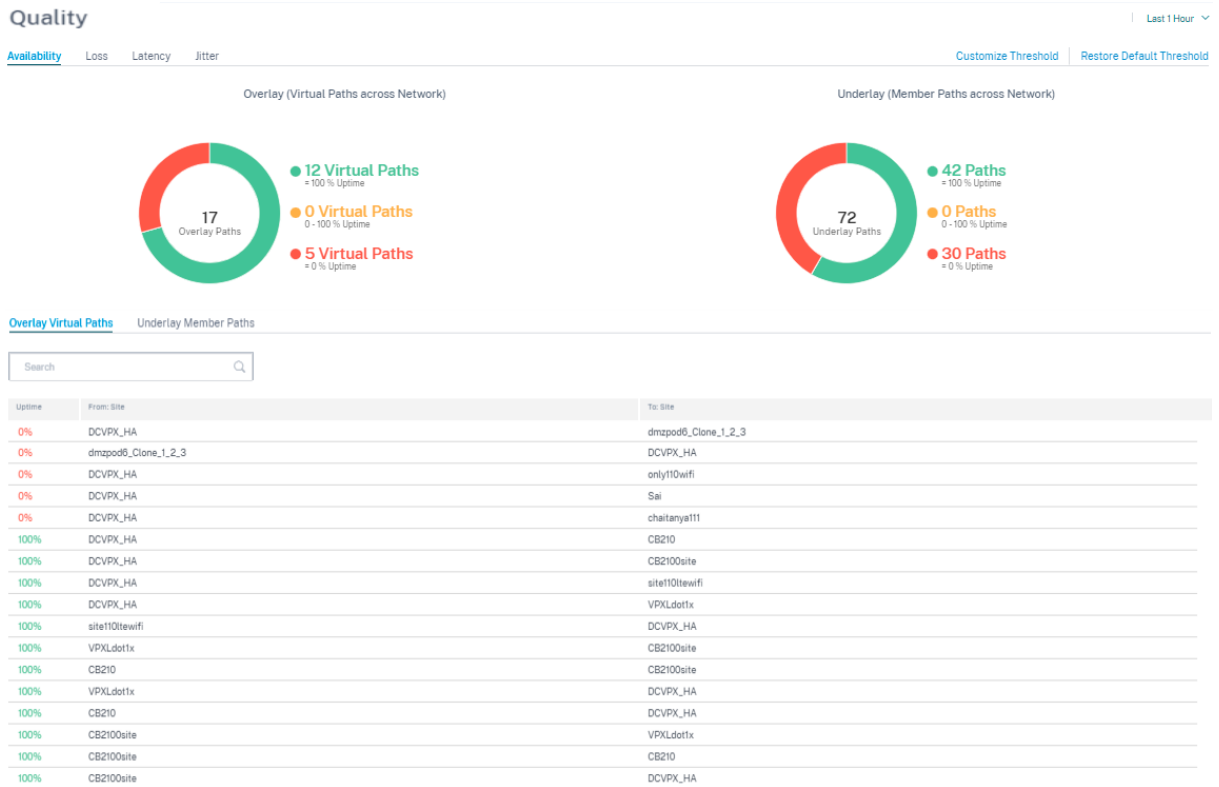 Quality
Last 1 Hour
Availability Loss Latency Jitter Customize Threshold Restore Default Threshold
Overlay (Virtual Paths across Network) Underlay (Member Paths across Network)
12 Virtual Paths 42 Paths
= 100 % Uptime = 100 % Uptime
0 Virtual Paths 0 Paths
17 72
0 - 100 % Uptime 0 - 100 % Uptime
Overlay Paths Underlay Paths
5 Virtual Paths 30 Paths
= 0 % Uptime = 0 % Uptime
Overlay Virtual Paths Underlay Member Paths
Search
Uptime From: Site To: Site
0% DCVPX_HA dmzpod6_Clone_1_2_3
0% dmzpod6_Clone_1_2_3 DCVPX_HA
0% DCVPX_HA only110wifi
0% DCVPX_HA Sai
0% DCVPX_HA chaitanya111
100% DCVPX_HA CB210
100% DCVPX_HA CB2100site
100% DCVPX_HA site110ltewifi
100% DCVPX_HA VPXLdot1x
100% site110ltewifi DCVPX_HA
100% VPXLdot1x CB2100site
100% CB210 CB2100site
100% VPXLdot1x DCVPX_HA
100% CB210 DCVPX_HA
100% CB2100site VPXLdot1x
100% CB2100site CB210
100% CB2100site DCVPX_HA